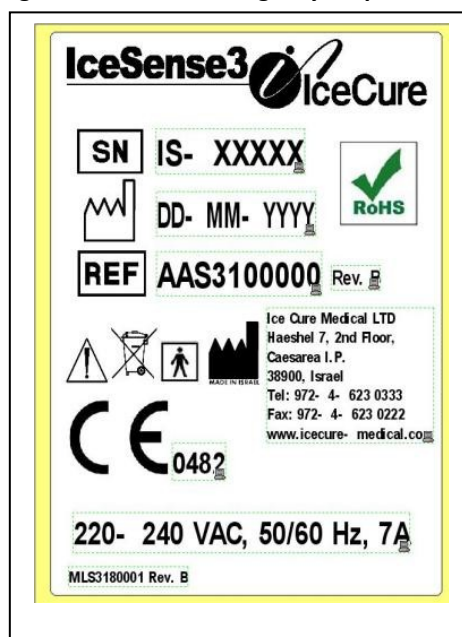 IceSense3
IceCure
SN IS- XXXXX
DD- MM- YYYY
RoHS
REF AAS3100000 Rev.
MADE IN ISRAEL
Ice Cure Medical LTD
Haeshel 7, 2nd Floor,
Caesarea I. P.
38900, Israel
Tel: 972- 4- 623 0333
Fax: 972- 4- 623 0222
www.icecure- medical.co
CE 0482
220- 240 VAC, 50/60 Hz, 7A
MLS3180001 Rev. B